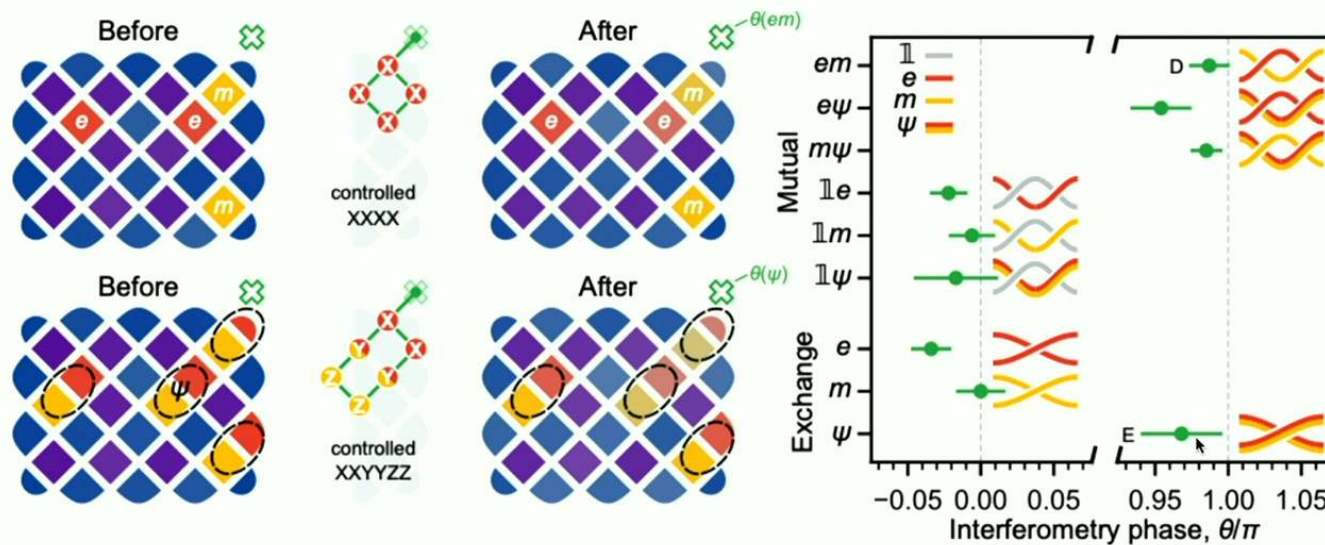 Before
After
θ(em)
m
e
e
m
X
X
X
X
controlled
XXXX
m
e
e
m
Before
After
θ(ψ)
ψ
X
Y
X
Z
Y
Z
controlled
XXYYZZ
Mutual
em
eψ
mψ
𝟙e
𝟙m
𝟙ψ
Exchange
e
m
ψ
𝟙
e
m
ψ
D
E
−0.05 0.00 0.05 0.95 1.00 1.05
Interferometry phase, θ/π